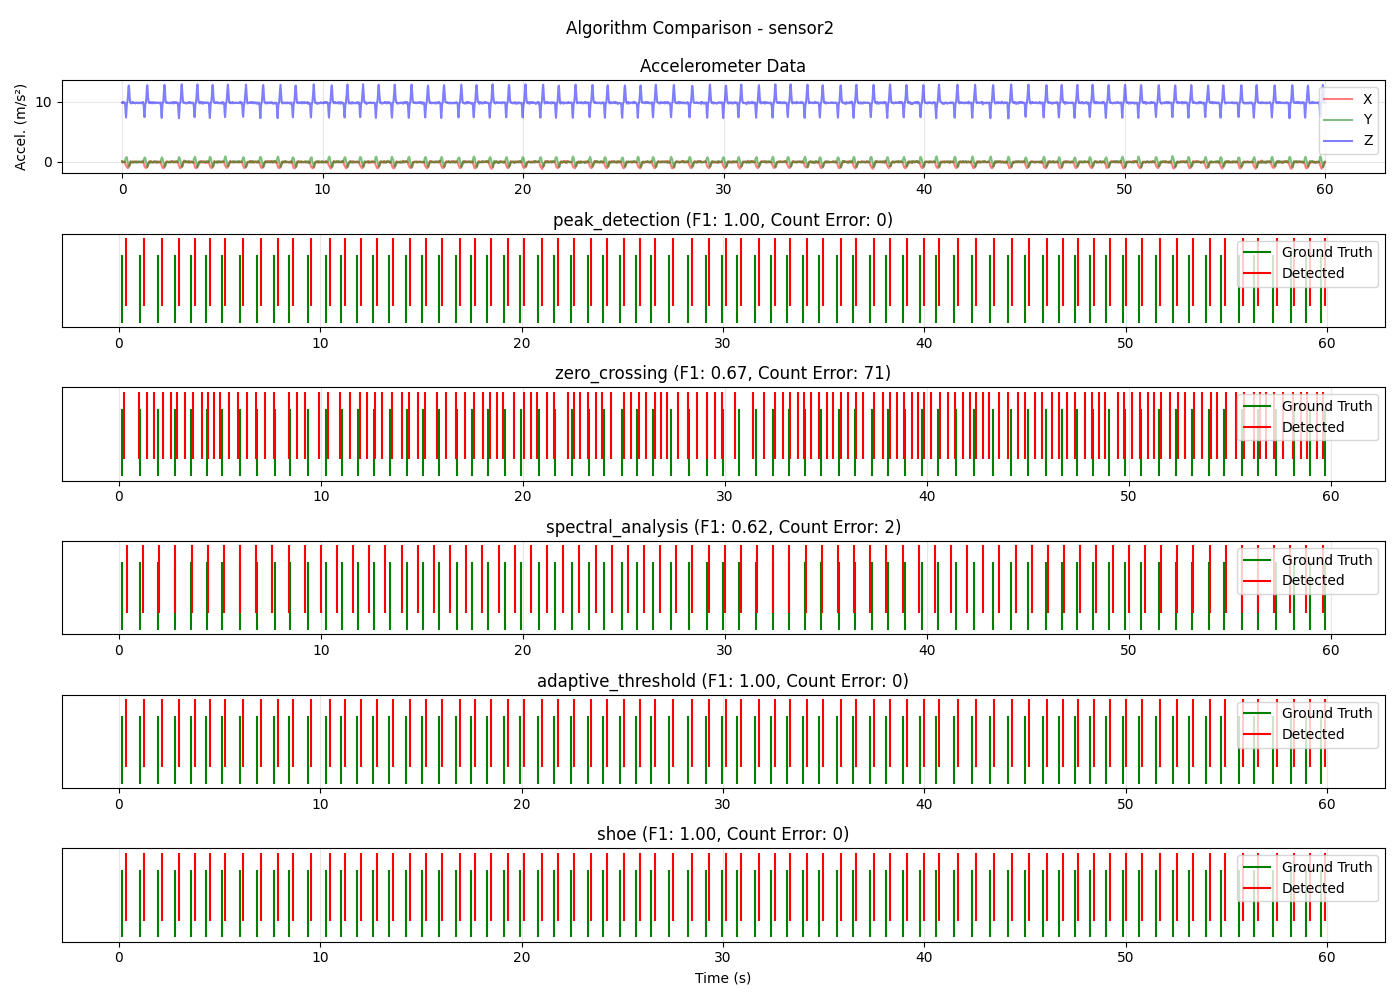 Algorithm Comparison - sensor2
Accelerometer Data
Accel. (m/s²)
10
0
X
Y
Z
0 10 20 30 40 50 60
peak_detection (F1: 1.00, Count Error: 0)
Ground Truth
Detected
0 10 20 30 40 50 60
zero_crossing (F1: 0.67, Count Error: 71)
Ground Truth
Detected
0 10 20 30 40 50 60
spectral_analysis (F1: 0.62, Count Error: 2)
Ground Truth
Detected
0 10 20 30 40 50 60
adaptive_threshold (F1: 1.00, Count Error: 0)
Ground Truth
Detected
0 10 20 30 40 50 60
shoe (F1: 1.00, Count Error: 0)
Ground Truth
Detected
0 10 20 30 40 50 60
Time (s)